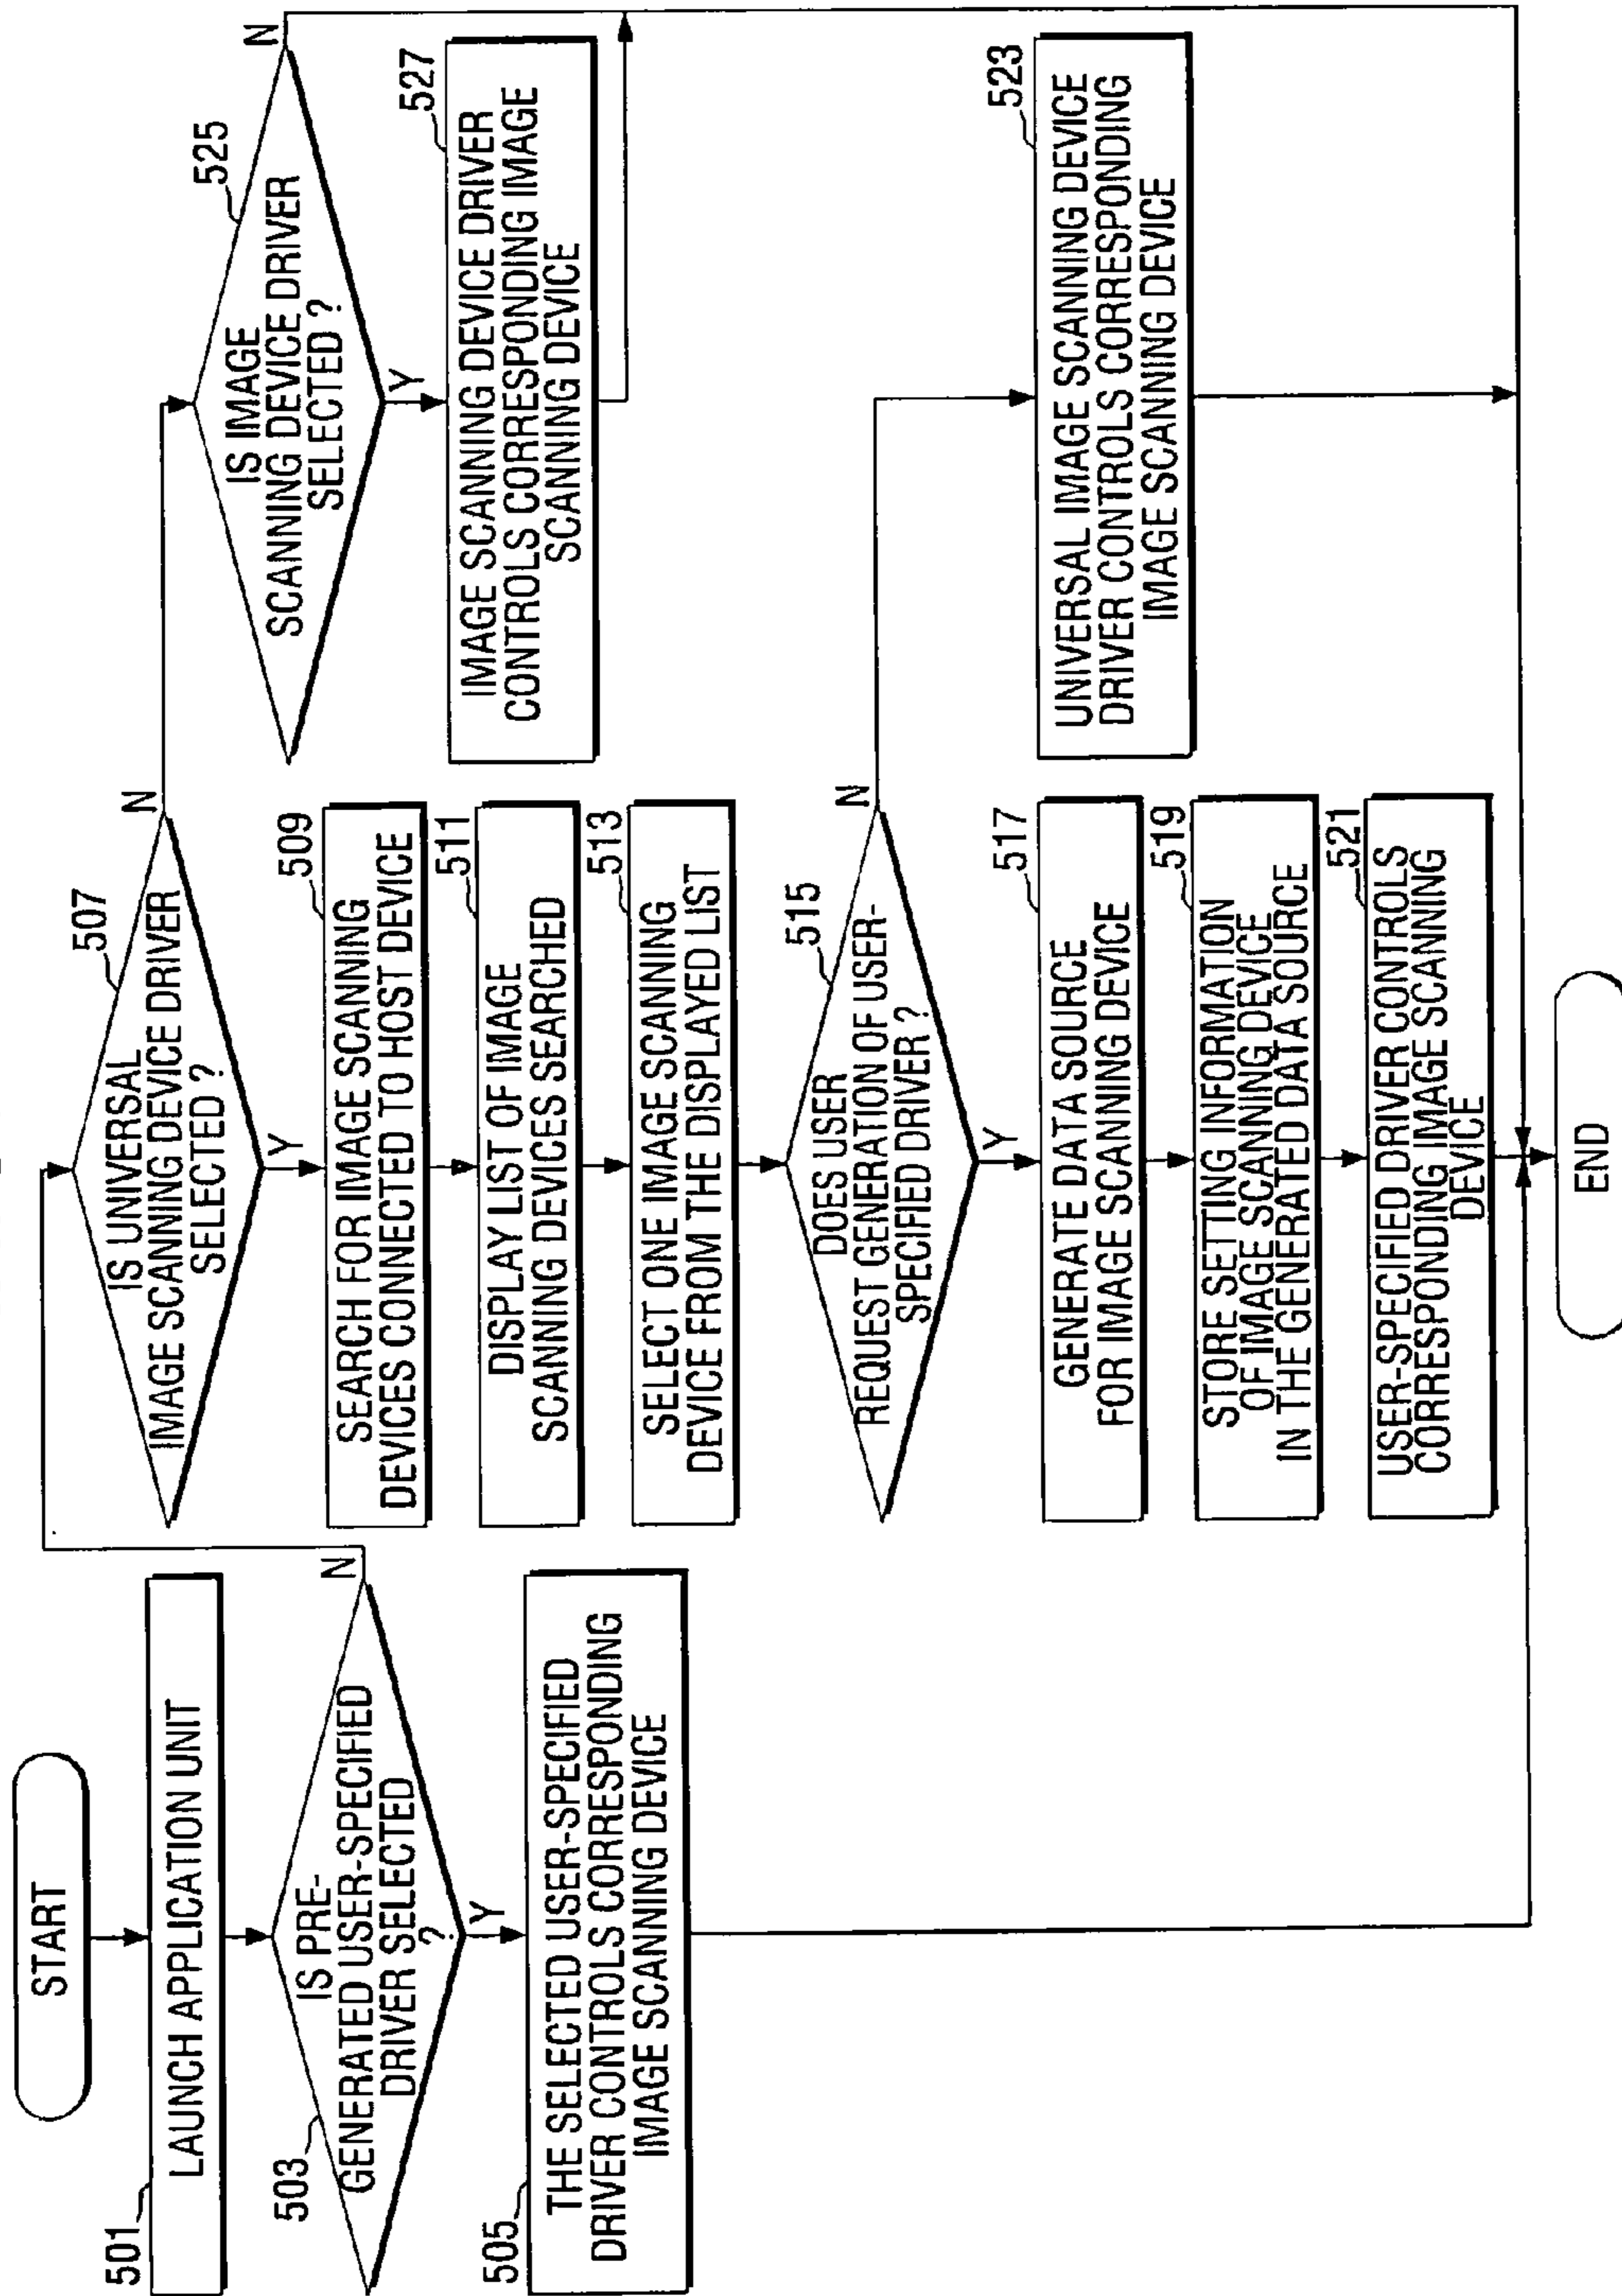 START
501
LAUNCH APPLICATION UNIT
503
IS PRE-
GENERATED USER-SPECIFIED
DRIVER SELECTED
?
N
Y
505
THE SELECTED USER-SPECIFIED
DRIVER CONTROLS CORRESPONDING
IMAGE SCANNING DEVICE
507
IS UNIVERSAL
IMAGE SCANNING DEVICE DRIVER
SELECTED ?
N
Y
509
SEARCH FOR IMAGE SCANNING
DEVICES CONNECTED TO HOST DEVICE
511
DISPLAY LIST OF IMAGE
SCANNING DEVICES SEARCHED
513
SELECT ONE IMAGE SCANNING
DEVICE FROM THE DISPLAYED LIST
515
DOES USER
REQUEST GENERATION OF USER-
SPECIFIED DRIVER ?
N
Y
517
GENERATE DATA SOURCE
FOR IMAGE SCANNING DEVICE
519
STORE SETTING INFORMATION
OF IMAGE SCANNING DEVICE
IN THE GENERATED DATA SOURCE
521
USER-SPECIFIED DRIVER CONTROLS
CORRESPONDING IMAGE SCANNING
DEVICE
525
IS IMAGE
SCANNING DEVICE DRIVER
SELECTED ?
N
Y
527
IMAGE SCANNING DEVICE DRIVER
CONTROLS CORRESPONDING IMAGE
SCANNING DEVICE
523
UNIVERSAL IMAGE SCANNING DEVICE
DRIVER CONTROLS CORRESPONDING
IMAGE SCANNING DEVICE
END